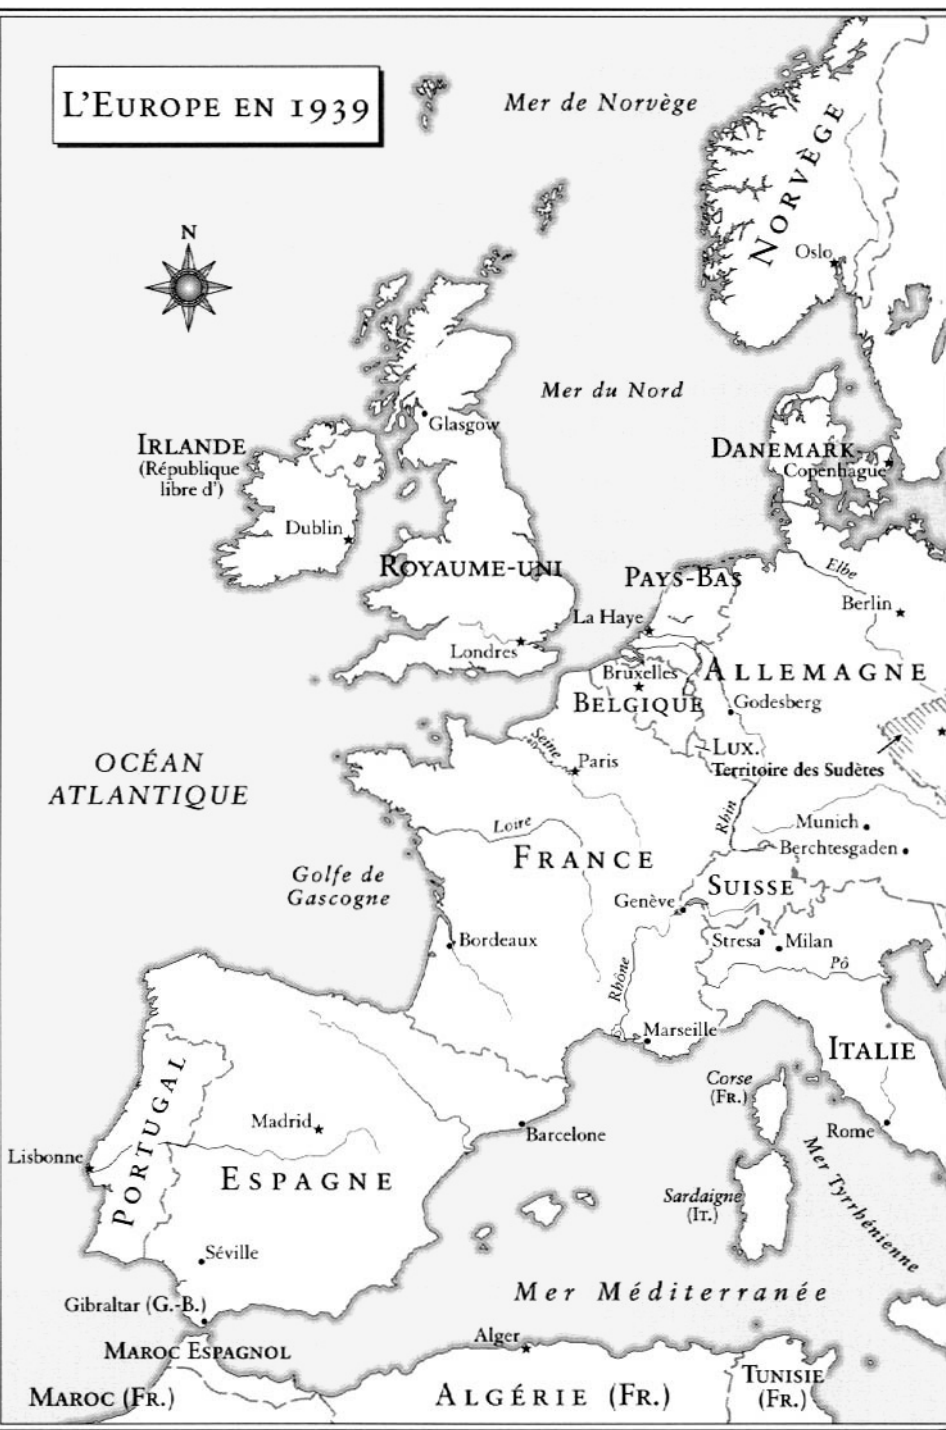 L'EUROPE EN 1939
Mer de Norvège
NORVÈGE
N
Oslo
Mer du Nord
Glasgow
IRLANDE
(République
libre d')
DANEMARK
Copenhague
Dublin
ROYAUME-UNI
PAYS-BAS
Elbe
Berlin
La Haye
Londres
Bruxelles
ALLEMAGNE
BELGIQUE
Godesberg
Seine
LUX.
OCÉAN
ATLANTIQUE
Paris
Territoire des Sudètes
Loire
Rhin
Munich
FRANCE
Berchtesgaden
Golfe de
Gascogne
SUISSE
Genève
Bordeaux
Stresa
Milan
Rhône
Pô
Marseille
ITALIE
PORTUGAL
Corse
(FR.)
Madrid
Barcelone
Rome
Lisbonne
ESPAGNE
Sardaigne
(IT.)
Mer Tyrrhénienne
Séville
Mer Méditerranée
Gibraltar (G.-B.)
Alger
MAROC ESPAGNOL
MAROC (FR.)
ALGÉRIE (FR.)
TUNISIE
(FR.)